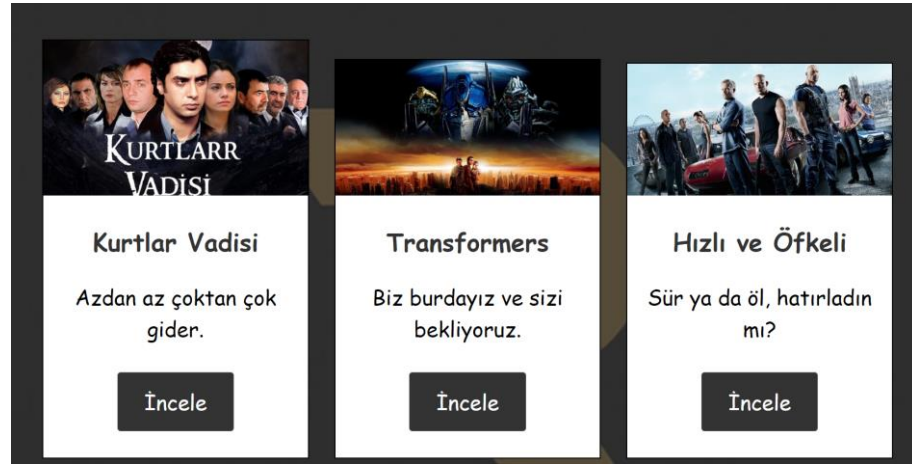 KURTLARR
VADİSİ
Kurtlar Vadisi
Azdan az çoktan çok
gider.
İncele
Transformers
Biz burdayız ve sizi
bekliyoruz.
İncele
Hızlı ve Öfkeli
Sür ya da öl, hatırladın
mı?
İncele